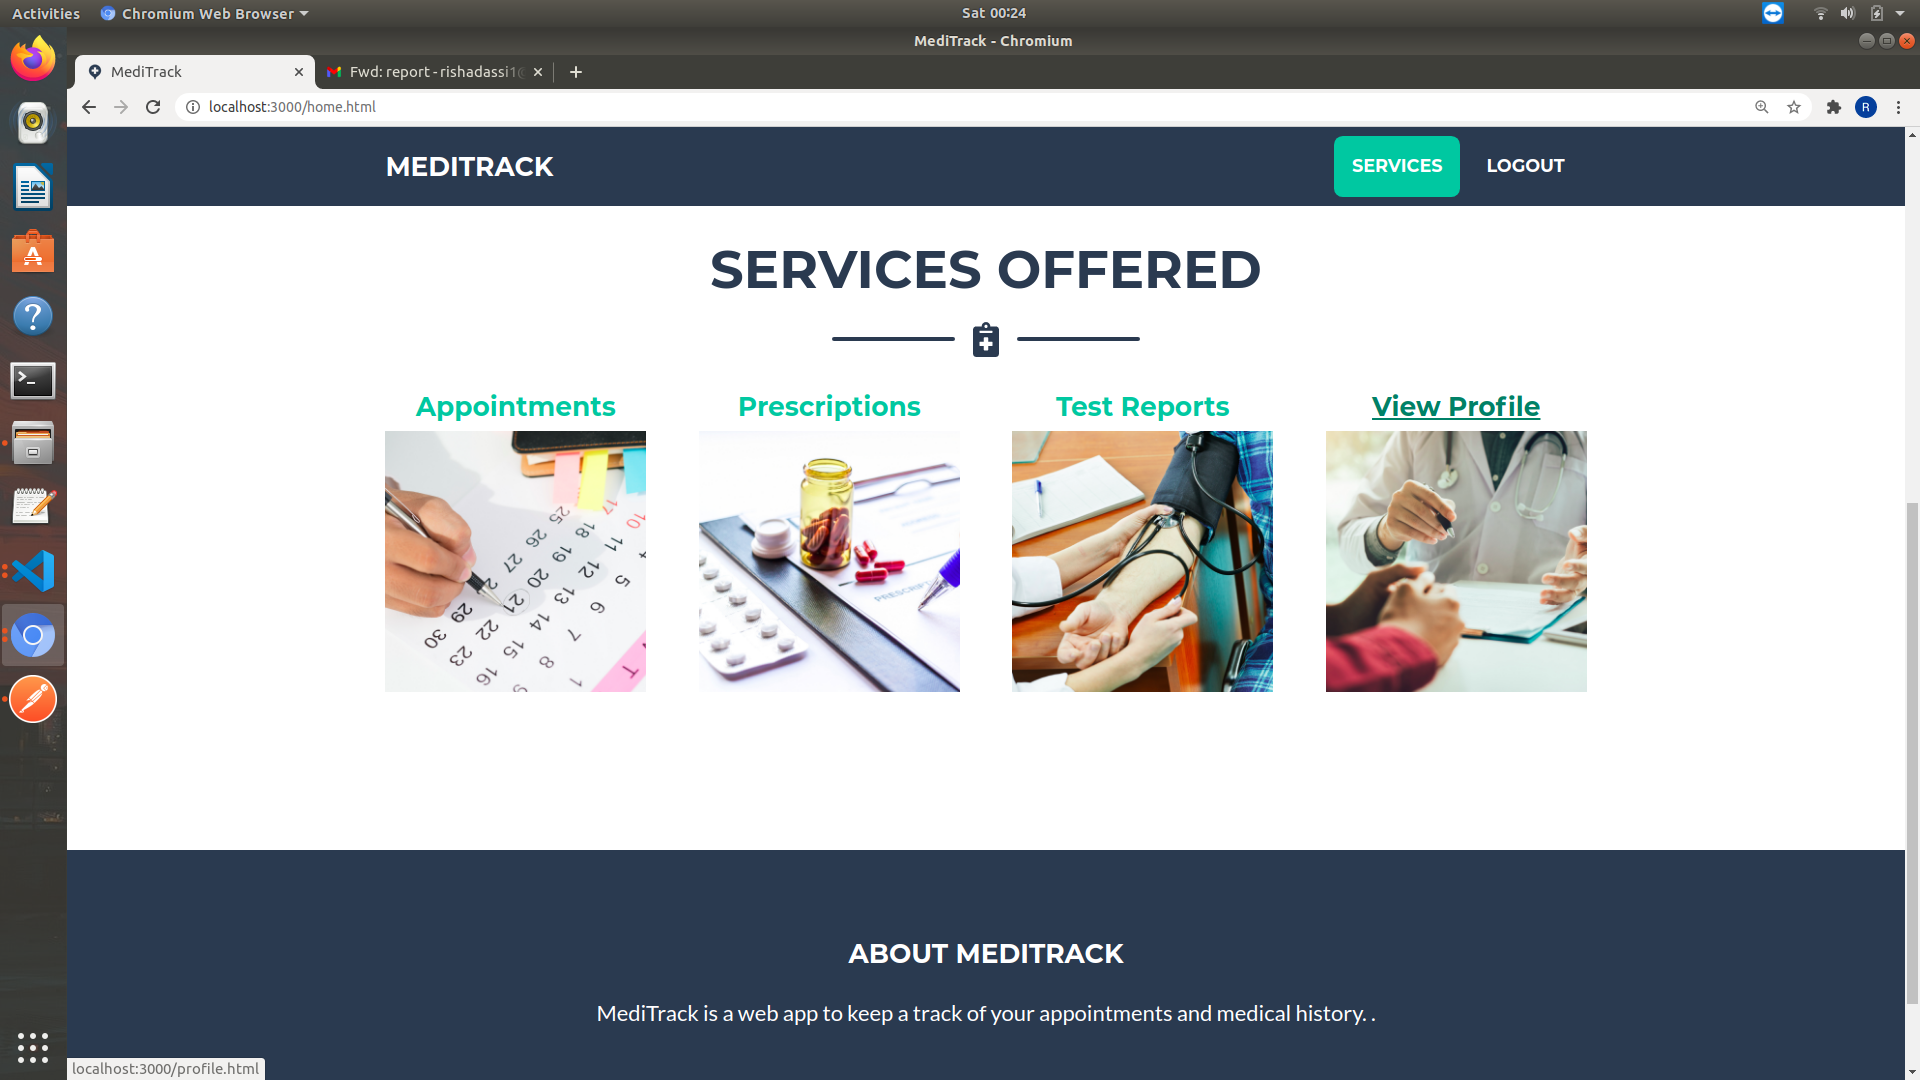 Activities
Chromium Web Browser
Sat 00:24
MediTrack - Chromium
MediTrack
Fwd: report - rishadassi1@
localhost:3000/home.html
R
MEDITRACK
SERVICES
LOGOUT
SERVICES OFFERED
Appointments
Prescriptions
Test Reports
View Profile
ABOUT MEDITRACK
MediTrack is a web app to keep a track of your appointments and medical history. .
localhost:3000/profile.html